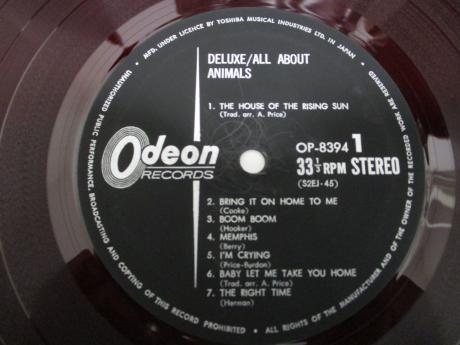 MFD. UNDER LICENCE BY TOSHIBA MUSICAL INDUSTRIES LTD. IN JAPAN •
ALL RIGHTS OF THE MANUFACTURER AND OF THE OWNER OF THE RECORDED WORK ARE RESERVED •
UNAUTHORIZED PUBLIC PERFORMANCE, BROADCASTING AND COPYING OF THIS RECORD PROHIBITED •
DELUXE/ALL ABOUT
ANIMALS
1. THE HOUSE OF THE RISING SUN
(Trad. arr. A. Price)
Odeon
RECORDS
OP-8394 1
33 1/3 RPM STEREO
(S2EJ-45)
2. BRING IT ON HOME TO ME
(Cooke)
3. BOOM BOOM
(Hooker)
4. MEMPHIS
(Berry)
5. I'M CRYING
(Price-Burdon)
6. BABY LET ME TAKE YOU HOME
(Trad. arr. A. Price)
7. THE RIGHT TIME
(Herman)